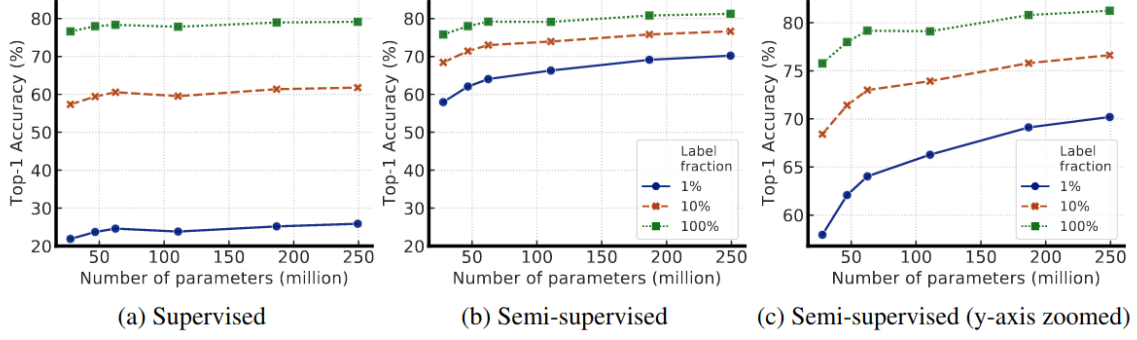 80
70
60
50
40
30
20
50 100 150 200 250
Top-1 Accuracy (%)
Number of parameters (million)
(a) Supervised
80
70
60
50
40
30
20
50 100 150 200 250
Top-1 Accuracy (%)
Number of parameters (million)
Label
fraction
1%
10%
100%
(b) Semi-supervised
80
75
70
65
60
50 100 150 200 250
Top-1 Accuracy (%)
Number of parameters (million)
Label
fraction
1%
10%
100%
(c) Semi-supervised (y-axis zoomed)